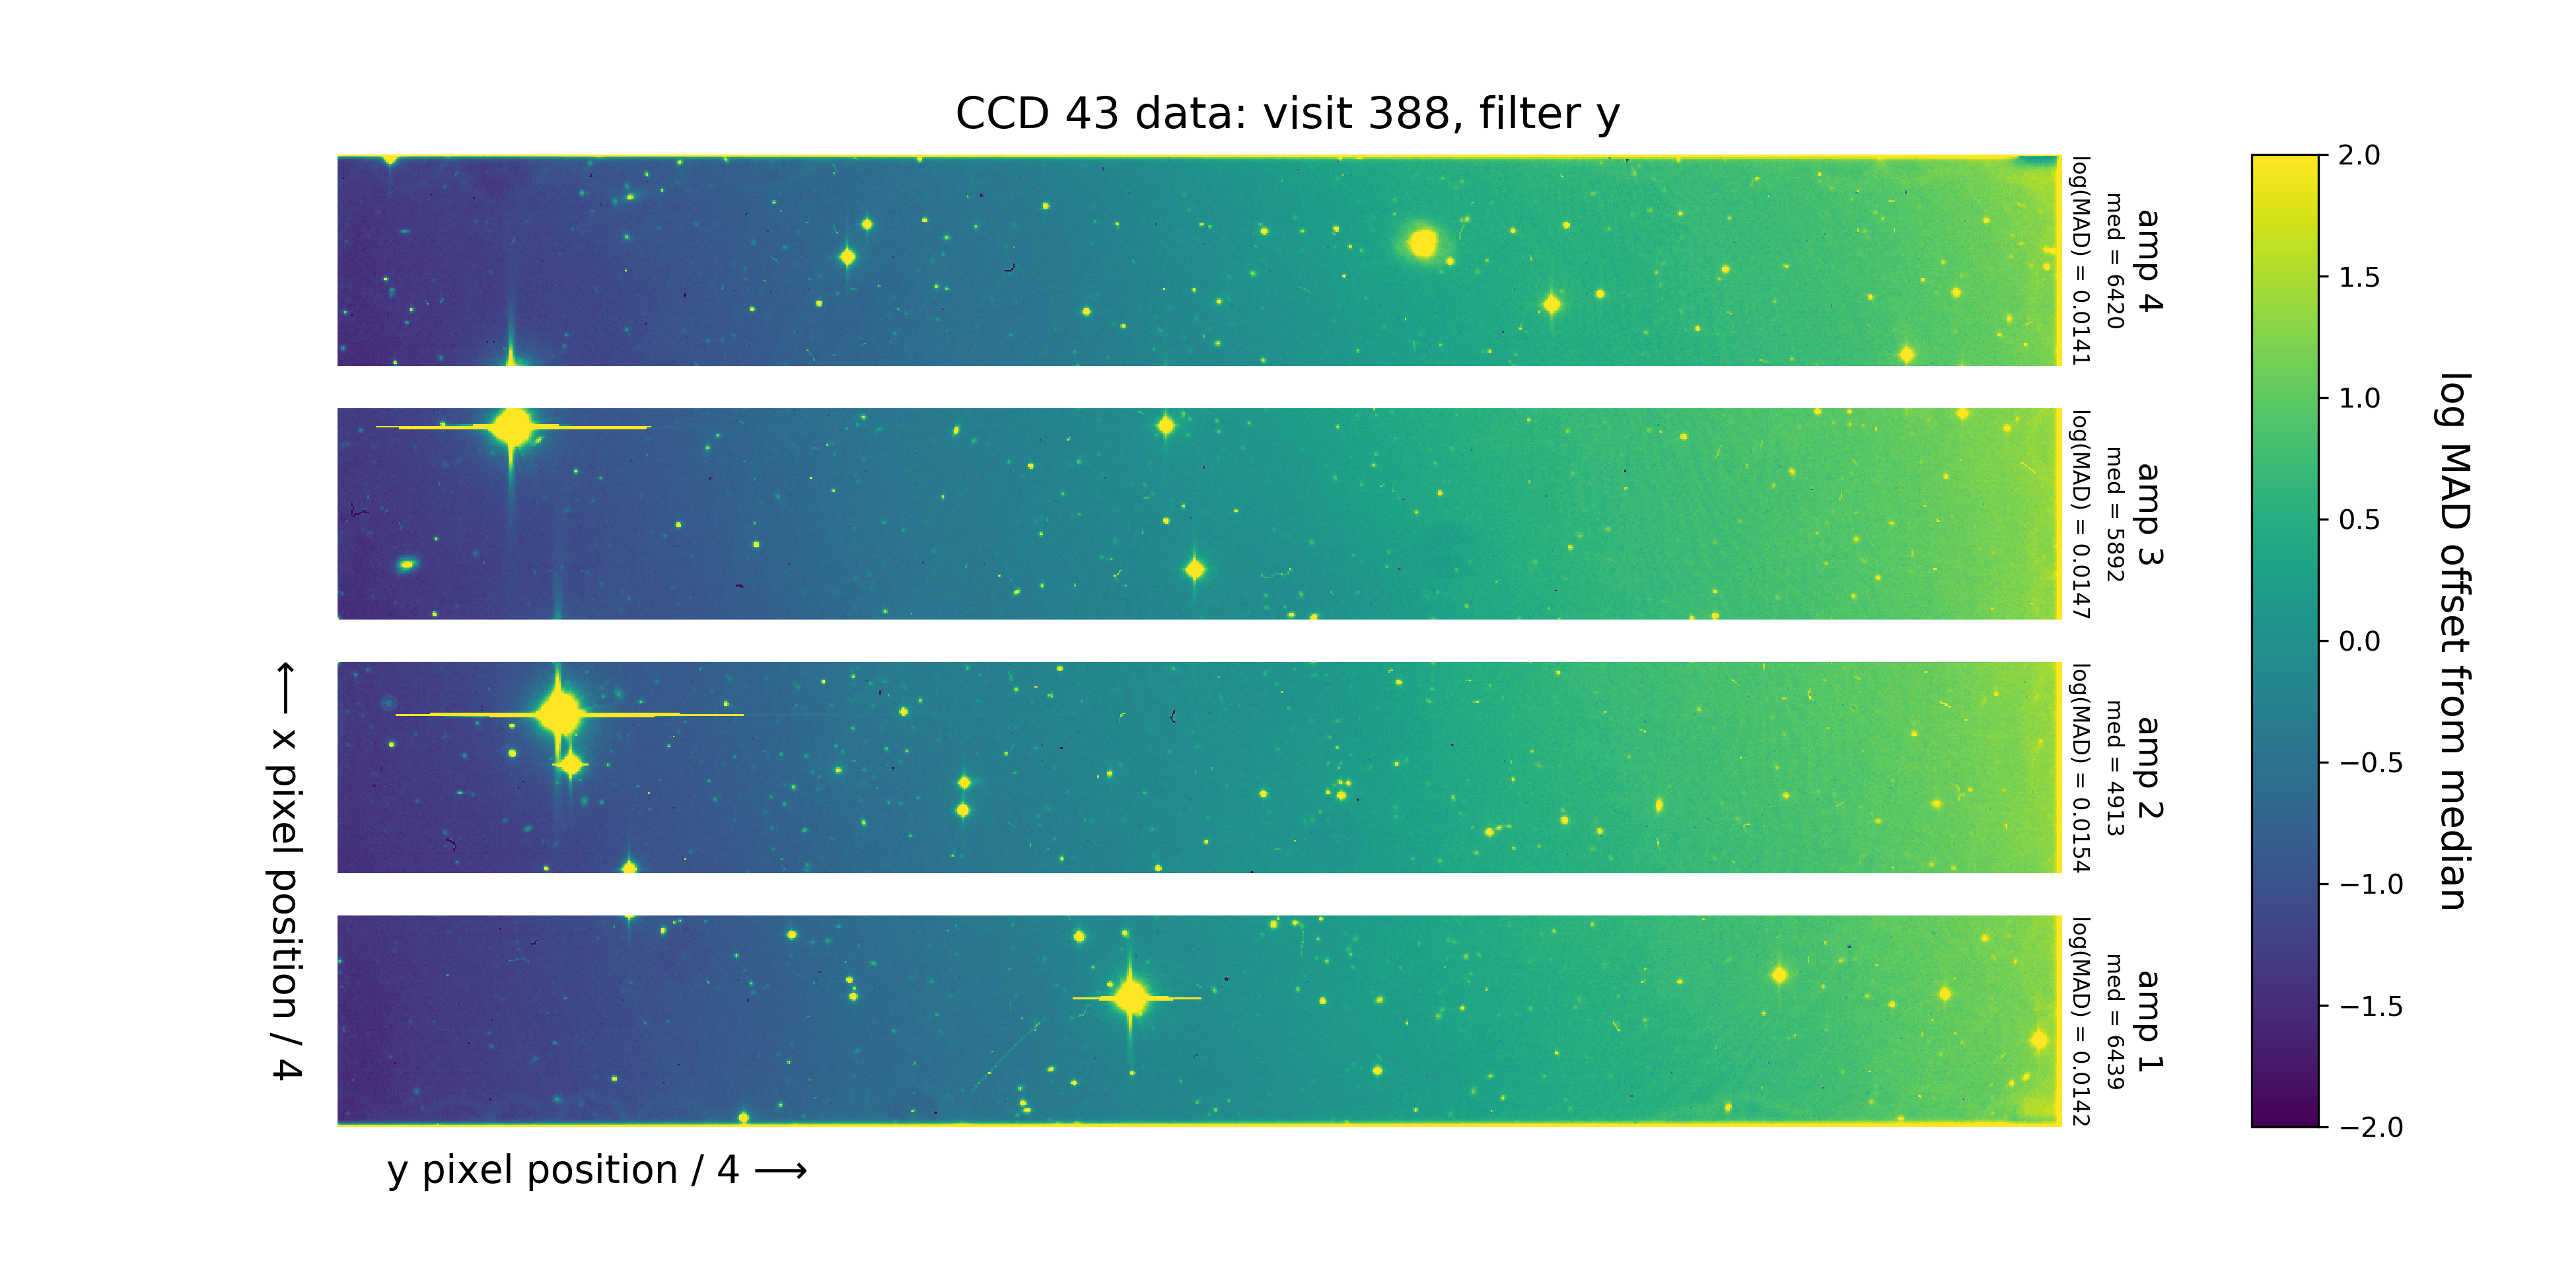 CCD 43 data: visit 388, filter y
amp 4
med = 6420
log(MAD) = 0.0141
amp 3
med = 5892
log(MAD) = 0.0147
amp 2
med = 4913
log(MAD) = 0.0154
amp 1
med = 6439
log(MAD) = 0.0142
⟵ x pixel position / 4
y pixel position / 4 ⟶
2.0
1.5
1.0
0.5
0.0
−0.5
−1.0
−1.5
−2.0
log MAD offset from median